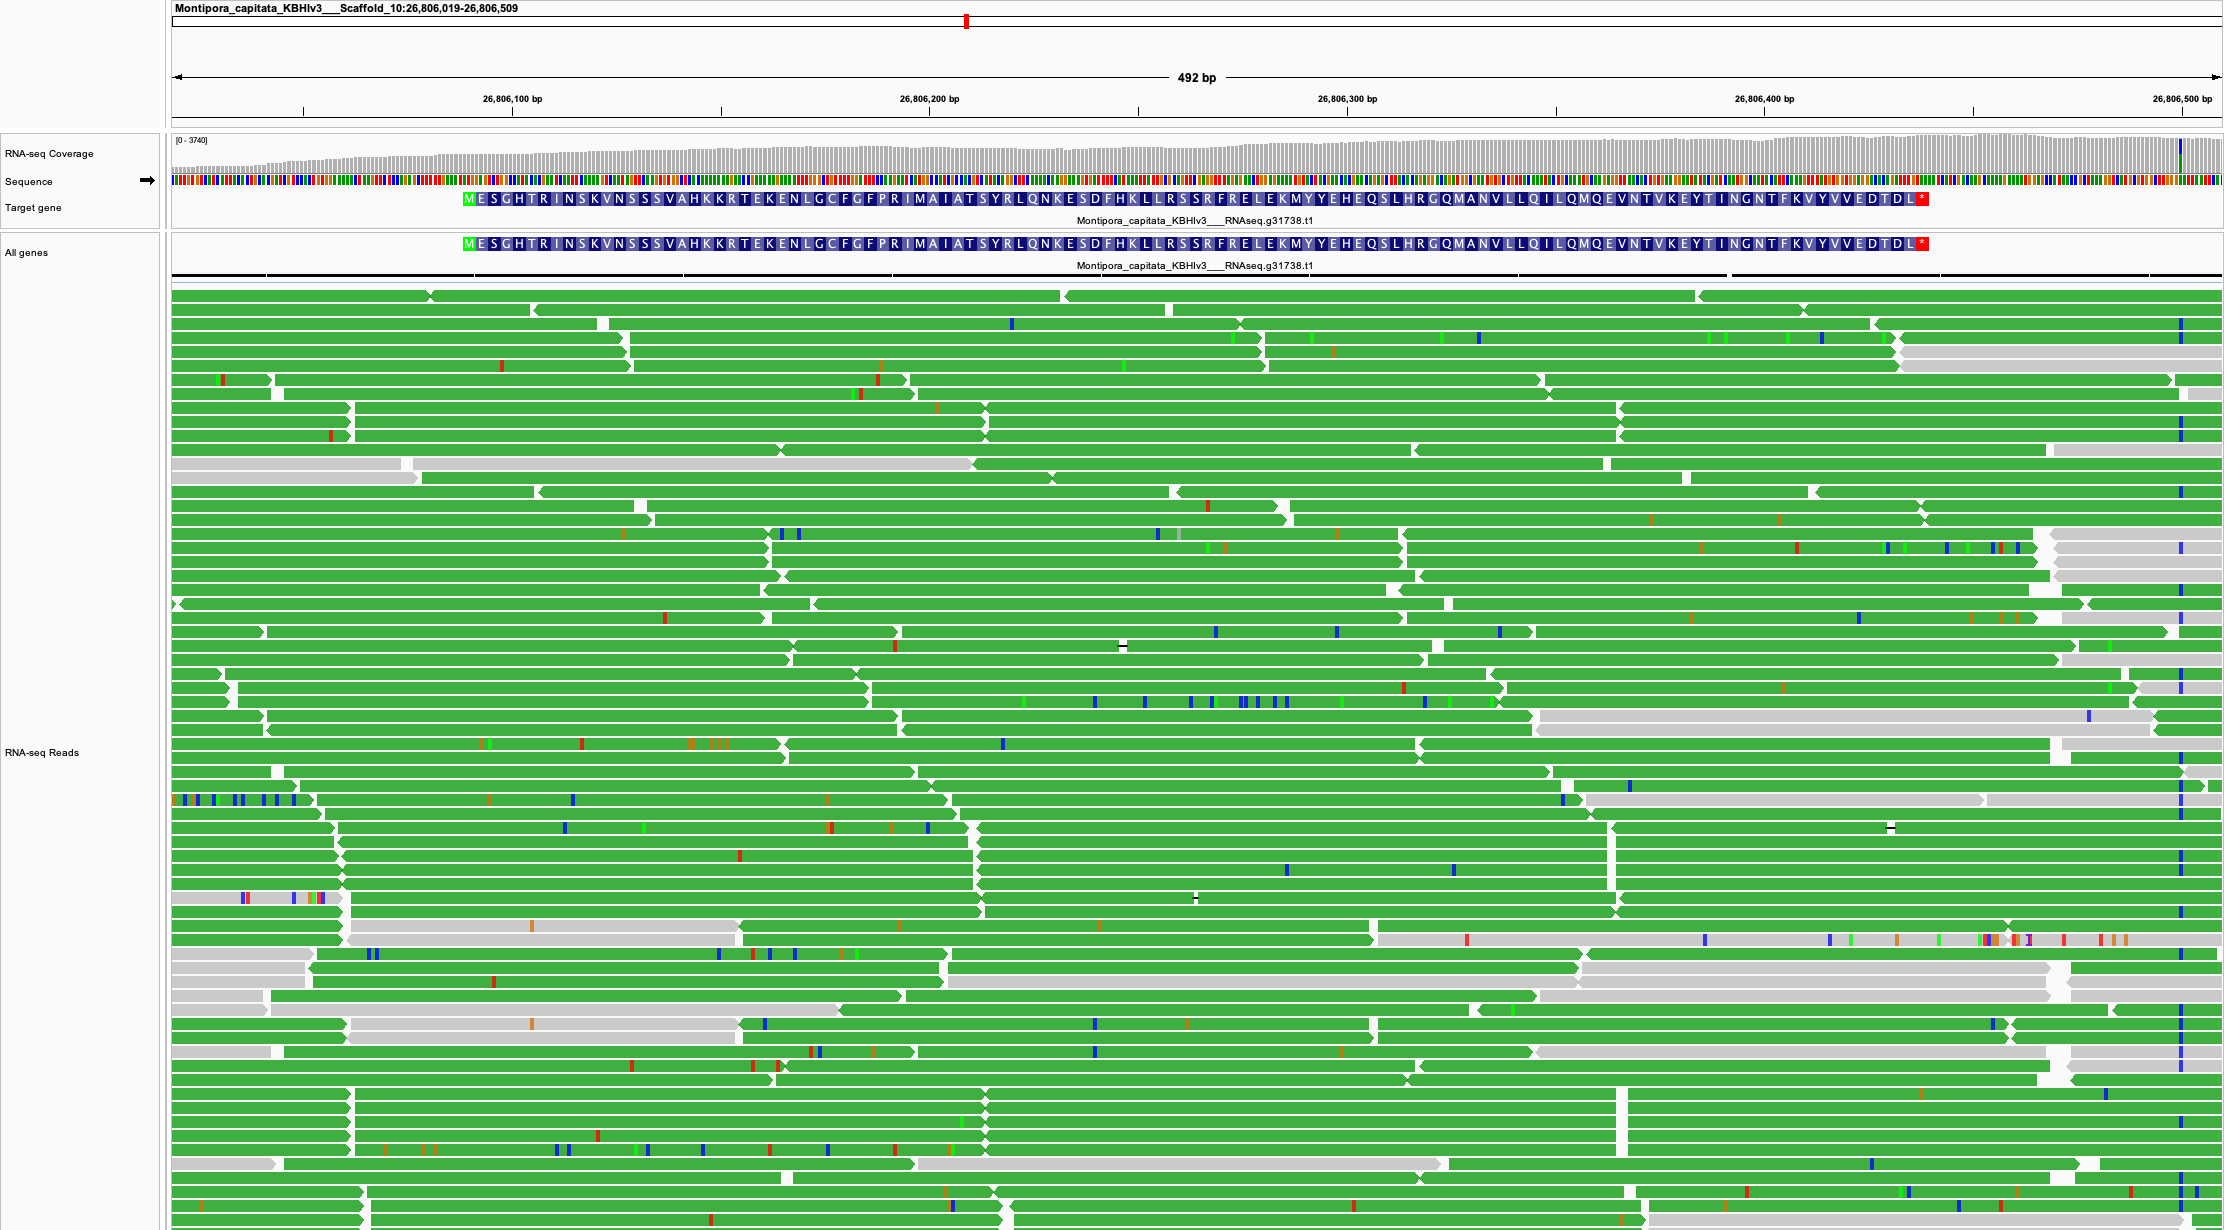 Montipora_capitata_KBHIv3___Scaffold_10:26,806,019-26,806,509
492 bp
26,806,100 bp 26,806,200 bp 26,806,300 bp 26,806,400 bp 26,806,500 bp
[0 - 3740]
RNA-seq Coverage
Sequence
Target gene
MESGHTRINSKVNSSSVAHKKRTEKENLGCFGFPRIMAIATSYRLQNKESDFHKLLRSSRFRELEKMYYEHEQSLHRGQMANVLLQILQMQEVNTVKEYTINGNTFKVYVVEDTDL*
Montipora_capitata_KBHIv3___RNAseq.g31738.t1
All genes
MESGHTRINSKVNSSSVAHKKRTEKENLGCFGFPRIMAIATSYRLQNKESDFHKLLRSSRFRELEKMYYEHEQSLHRGQMANVLLQILQMQEVNTVKEYTINGNTFKVYVVEDTDL*
Montipora_capitata_KBHIv3___RNAseq.g31738.t1
RNA-seq Reads